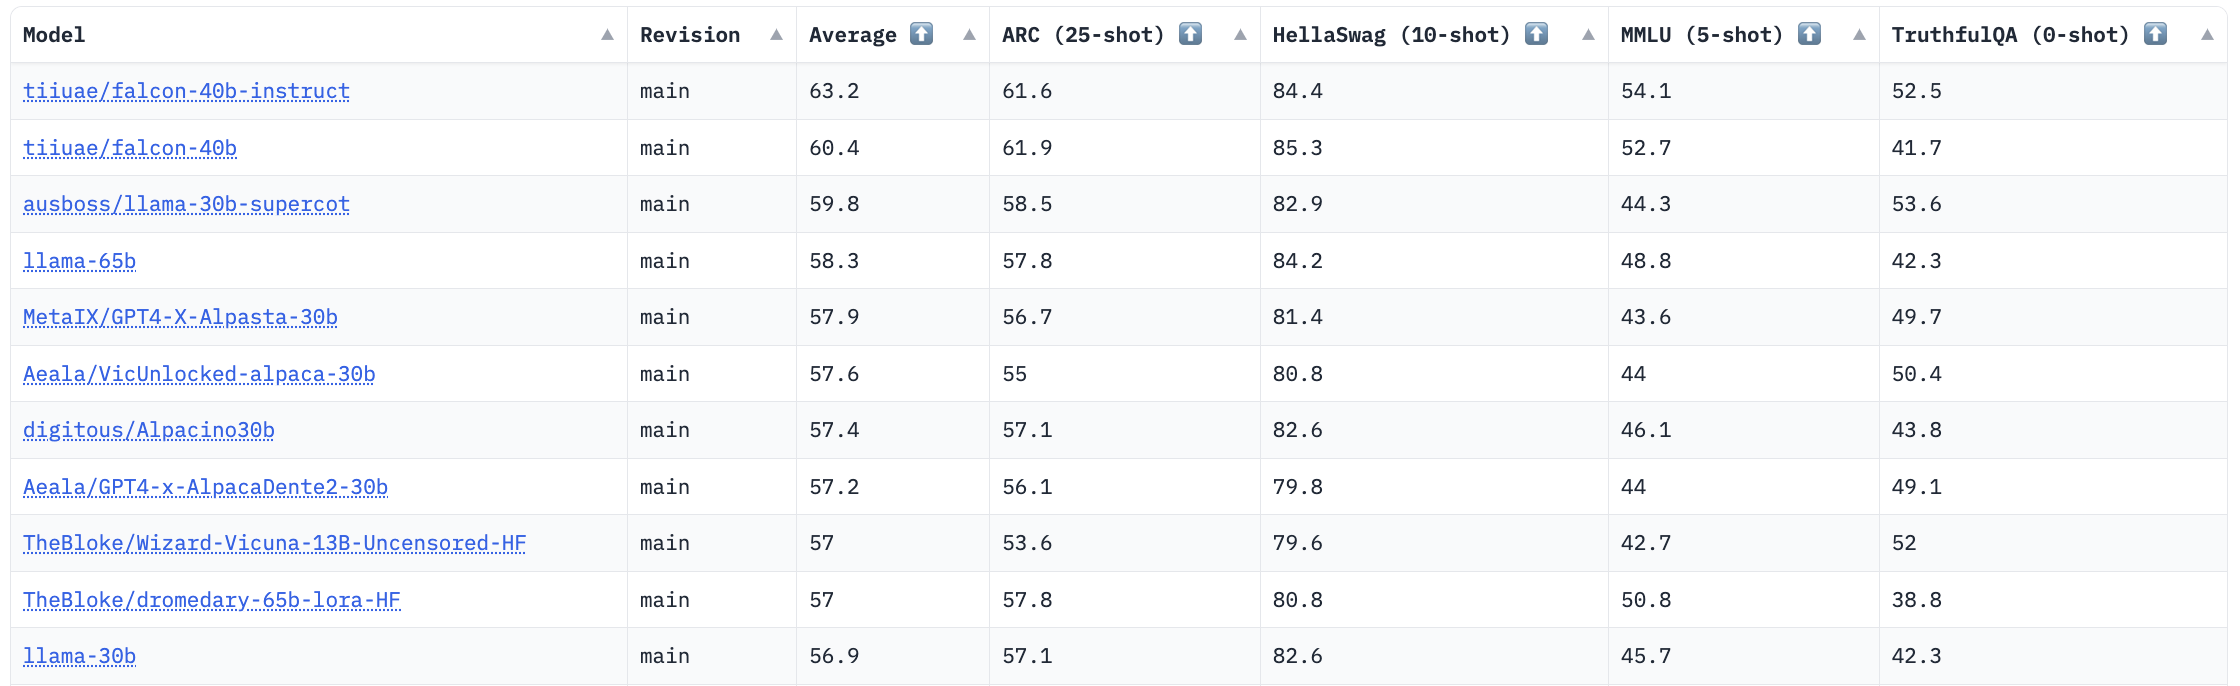 Model Revision Average ARC (25-shot) HellaSwag (10-shot) MMLU (5-shot) TruthfulQA (0-shot)
tiiuae/falcon-40b-instruct main 63.2 61.6 84.4 54.1 52.5
tiiuae/falcon-40b main 60.4 61.9 85.3 52.7 41.7
ausboss/llama-30b-supercot main 59.8 58.5 82.9 44.3 53.6
llama-65b main 58.3 57.8 84.2 48.8 42.3
MetaIX/GPT4-X-Alpasta-30b main 57.9 56.7 81.4 43.6 49.7
Aeala/VicUnlocked-alpaca-30b main 57.6 55 80.8 44 50.4
digitous/Alpacino30b main 57.4 57.1 82.6 46.1 43.8
Aeala/GPT4-x-AlpacaDente2-30b main 57.2 56.1 79.8 44 49.1
TheBloke/Wizard-Vicuna-13B-Uncensored-HF main 57 53.6 79.6 42.7 52
TheBloke/dromedary-65b-lora-HF main 57 57.8 80.8 50.8 38.8
llama-30b main 56.9 57.1 82.6 45.7 42.3